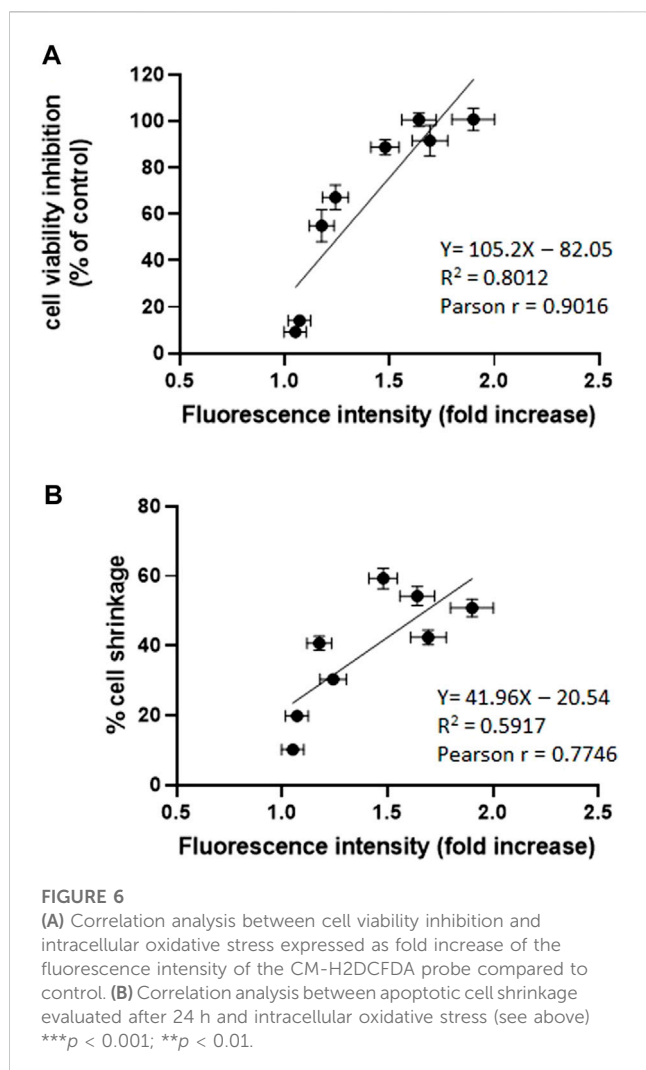 A
120
100
80
60
40
20
0
cell viability inhibition
(% of control)
Y= 105.2X – 82.05
R² = 0.8012
Parson r = 0.9016
0.5 1.0 1.5 2.0 2.5
Fluorescence intensity (fold increase)
B
80
60
40
20
0
% cell shrinkage
Y= 41.96X – 20.54
R² = 0.5917
Pearson r = 0.7746
0.5 1.0 1.5 2.0 2.5
Fluorescence intensity (fold increase)
FIGURE 6
(A) Correlation analysis between cell viability inhibition and
intracellular oxidative stress expressed as fold increase of the
fluorescence intensity of the CM-H2DCFDA probe compared to
control. (B) Correlation analysis between apoptotic cell shrinkage
evaluated after 24 h and intracellular oxidative stress (see above)
***p < 0.001; **p < 0.01.